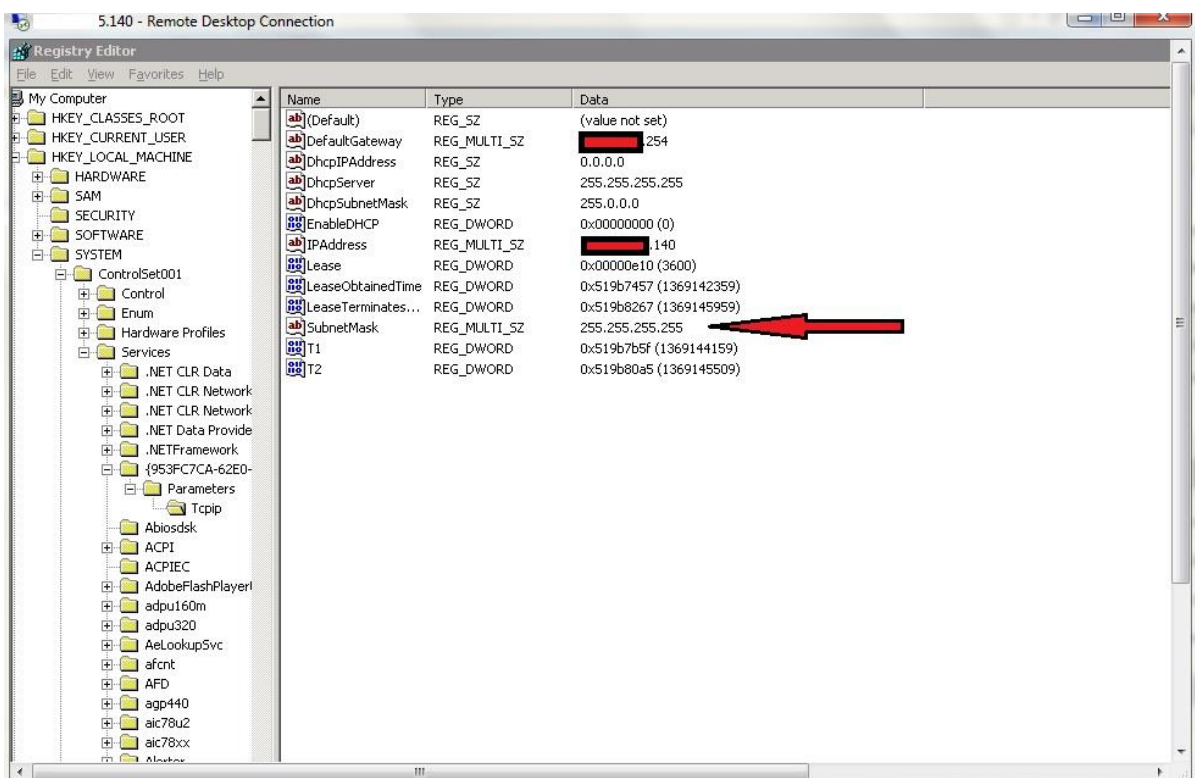 5.140 - Remote Desktop Connection
Registry Editor
File Edit View Favorites Help
My Computer
HKEY_CLASSES_ROOT
HKEY_CURRENT_USER
HKEY_LOCAL_MACHINE
HARDWARE
SAM
SECURITY
SOFTWARE
SYSTEM
ControlSet001
Control
Enum
Hardware Profiles
Services
.NET CLR Data
.NET CLR Network
.NET CLR Network
.NET Data Provide
.NETFramework
{953FC7CA-62E0-
Parameters
Tcpip
Abiosdsk
ACPI
ACPIEC
AdobeFlashPlayer
adpu160m
adpu320
AeLookupSvc
afcnt
AFD
agp440
aic78u2
aic78xx
Alerter
Name Type Data
(Default) REG_SZ (value not set)
DefaultGateway REG_MULTI_SZ .254
DhcpIPAddress REG_SZ 0.0.0.0
DhcpServer REG_SZ 255.255.255.255
DhcpSubnetMask REG_SZ 255.0.0.0
EnableDHCP REG_DWORD 0x00000000 (0)
IPAddress REG_MULTI_SZ .140
Lease REG_DWORD 0x00000e10 (3600)
LeaseObtainedTime REG_DWORD 0x519b7457 (1369142359)
LeaseTerminates... REG_DWORD 0x519b8267 (1369145959)
SubnetMask REG_MULTI_SZ 255.255.255.255
T1 REG_DWORD 0x519b7b5f (1369144159)
T2 REG_DWORD 0x519b80a5 (1369145509)